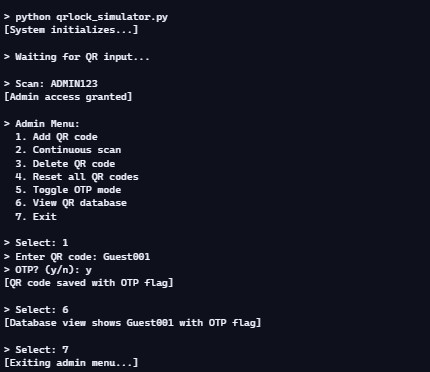 > python qrlock_simulator.py
[System initializes...]
> Waiting for QR input...
> Scan: ADMIN123
[Admin access granted]
> Admin Menu:
1. Add QR code
2. Continuous scan
3. Delete QR code
4. Reset all QR codes
5. Toggle OTP mode
6. View QR database
7. Exit
> Select: 1
> Enter QR code: Guest001
> OTP? (y/n): y
[QR code saved with OTP flag]
> Select: 6
[Database view shows Guest001 with OTP flag]
> Select: 7
[Exiting admin menu...]